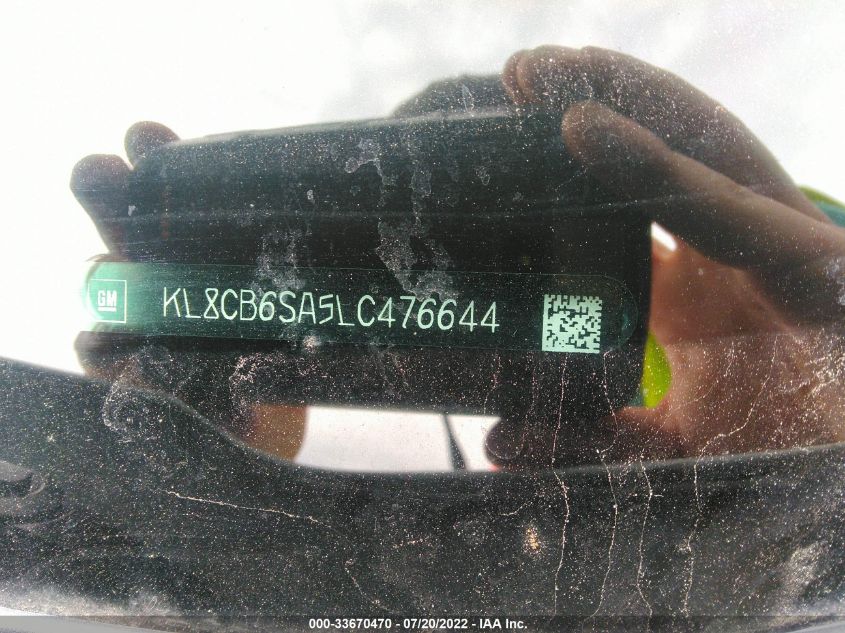 GM KL8CB6SA5LC476644
000-33670470 - 07/20/2022 - IAA Inc.